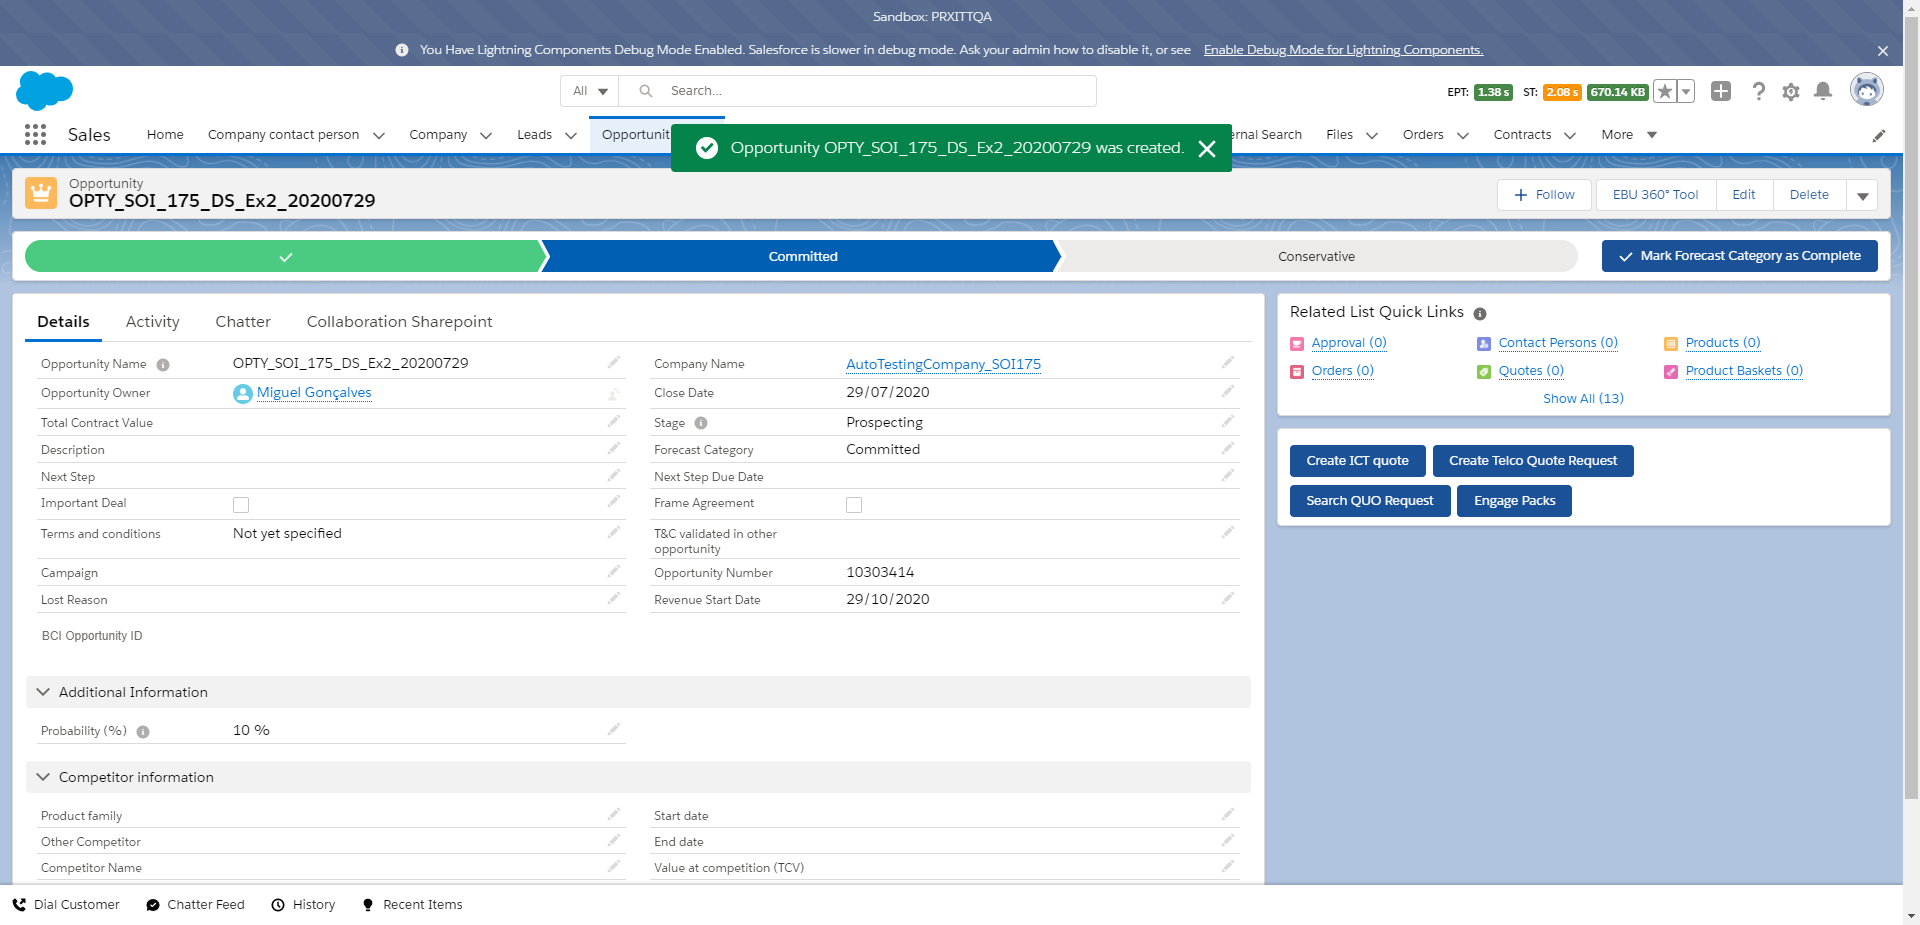 Sandbox: PRXITTQA
You Have Lightning Components Debug Mode Enabled. Salesforce is slower in debug mode. Ask your admin how to disable it, or see Enable Debug Mode for Lightning Components.
All Search... EPT: 1.38 s ST: 2.08 s 670.14 KB
Sales Home Company contact person Company Leads Opportunit ernal Search Files Orders Contracts More
Opportunity OPTY_SOI_175_DS_Ex2_20200729 was created.
Opportunity
OPTY_SOI_175_DS_Ex2_20200729
Follow EBU 360° Tool Edit Delete
Committed Conservative Mark Forecast Category as Complete
Details Activity Chatter Collaboration Sharepoint
Opportunity Name OPTY_SOI_175_DS_Ex2_20200729 Company Name AutoTestingCompany_SOI175
Opportunity Owner Miguel Gonçalves Close Date 29/07/2020
Total Contract Value Stage Prospecting
Description Forecast Category Committed
Next Step Next Step Due Date
Important Deal Frame Agreement
Terms and conditions Not yet specified T&C validated in other
opportunity
Campaign Opportunity Number 10303414
Lost Reason Revenue Start Date 29/10/2020
BCI Opportunity ID
Additional Information
Probability (%) 10 %
Competitor information
Product family Start date
Other Competitor End date
Competitor Name Value at competition (TCV)
Related List Quick Links
Approval (0) Contact Persons (0) Products (0)
Orders (0) Quotes (0) Product Baskets (0)
Show All (13)
Create ICT quote Create Telco Quote Request
Search QUO Request Engage Packs
Dial Customer Chatter Feed History Recent Items